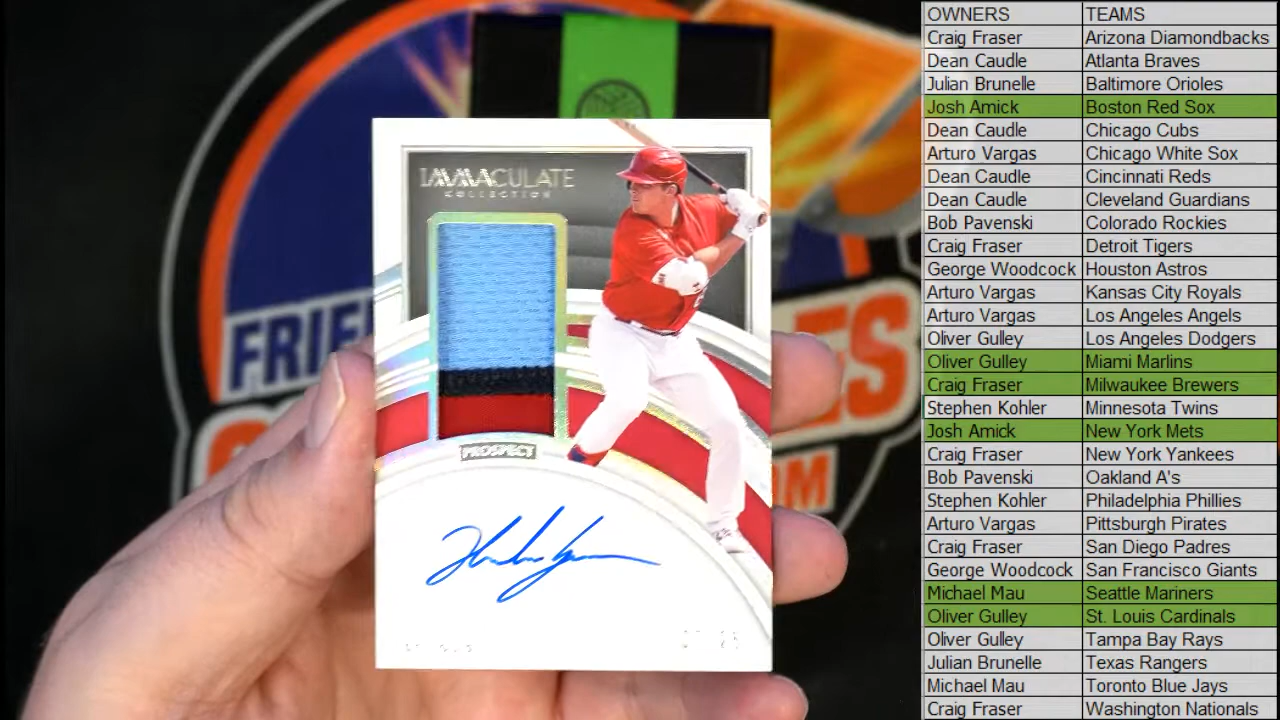 IMMACULATE
COLLECTION
PROSPECT
OWNERS TEAMS
Craig Fraser Arizona Diamondbacks
Dean Caudle Atlanta Braves
Julian Brunelle Baltimore Orioles
Josh Amick Boston Red Sox
Dean Caudle Chicago Cubs
Arturo Vargas Chicago White Sox
Dean Caudle Cincinnati Reds
Dean Caudle Cleveland Guardians
Bob Pavenski Colorado Rockies
Craig Fraser Detroit Tigers
George Woodcock Houston Astros
Arturo Vargas Kansas City Royals
Arturo Vargas Los Angeles Angels
Oliver Gulley Los Angeles Dodgers
Oliver Gulley Miami Marlins
Craig Fraser Milwaukee Brewers
Stephen Kohler Minnesota Twins
Josh Amick New York Mets
Craig Fraser New York Yankees
Bob Pavenski Oakland A's
Stephen Kohler Philadelphia Phillies
Arturo Vargas Pittsburgh Pirates
Craig Fraser San Diego Padres
George Woodcock San Francisco Giants
Michael Mau Seattle Mariners
Oliver Gulley St. Louis Cardinals
Oliver Gulley Tampa Bay Rays
Julian Brunelle Texas Rangers
Michael Mau Toronto Blue Jays
Craig Fraser Washington Nationals